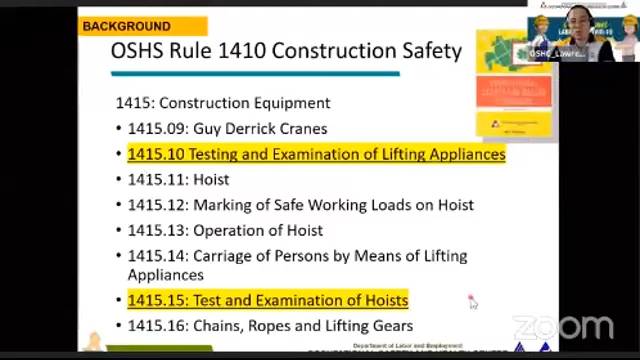 BACKGROUND
OSHS Rule 1410 Construction Safety
1415: Construction Equipment
• 1415.09: Guy Derrick Cranes
• 1415.10 Testing and Examination of Lifting Appliances
• 1415.11: Hoist
• 1415.12: Marking of Safe Working Loads on Hoist
• 1415.13: Operation of Hoist
• 1415.14: Carriage of Persons by Means of Lifting
Appliances
• 1415.15: Test and Examination of Hoists
• 1415.16: Chains, Ropes and Lifting Gears
zoom
Department of Labor and Employment